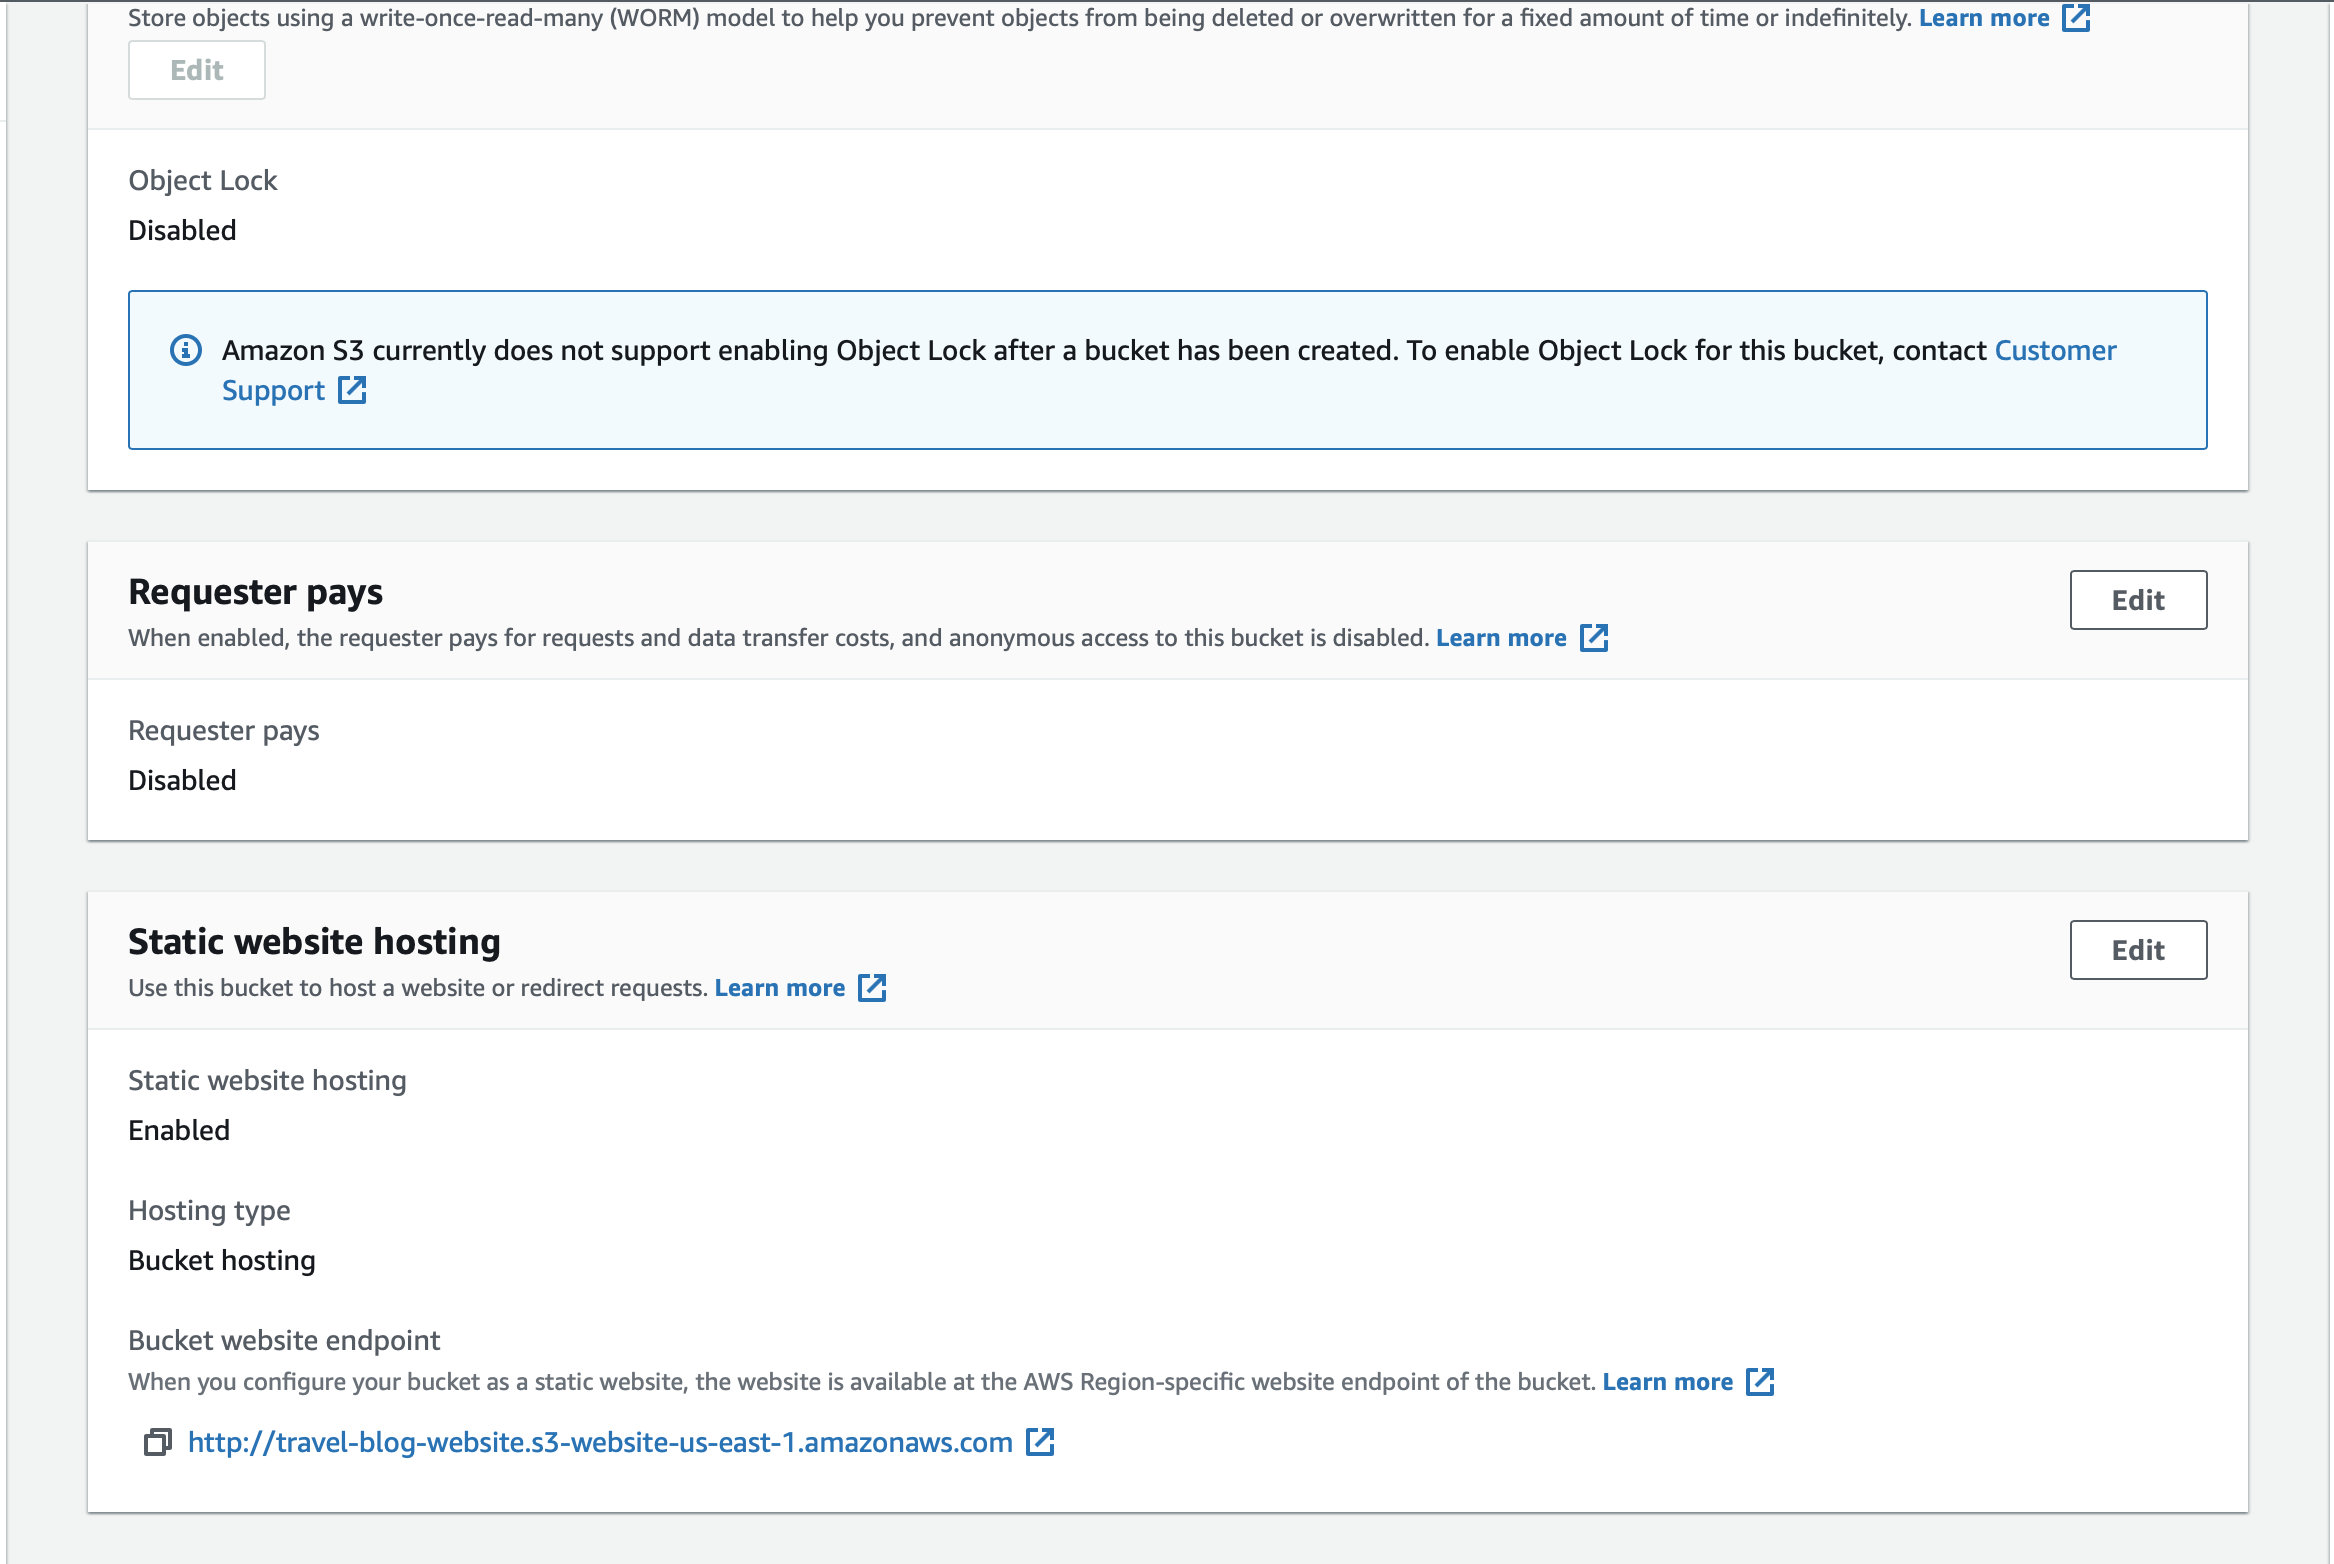 Store objects using a write-once-read-many (WORM) model to help you prevent objects from being deleted or overwritten for a fixed amount of time or indefinitely. Learn more
Edit
Object Lock
Disabled
Amazon S3 currently does not support enabling Object Lock after a bucket has been created. To enable Object Lock for this bucket, contact Customer
Support
Requester pays
Edit
When enabled, the requester pays for requests and data transfer costs, and anonymous access to this bucket is disabled. Learn more
Requester pays
Disabled
Static website hosting
Edit
Use this bucket to host a website or redirect requests. Learn more
Static website hosting
Enabled
Hosting type
Bucket hosting
Bucket website endpoint
When you configure your bucket as a static website, the website is available at the AWS Region-specific website endpoint of the bucket. Learn more
http://travel-blog-website.s3-website-us-east-1.amazonaws.com